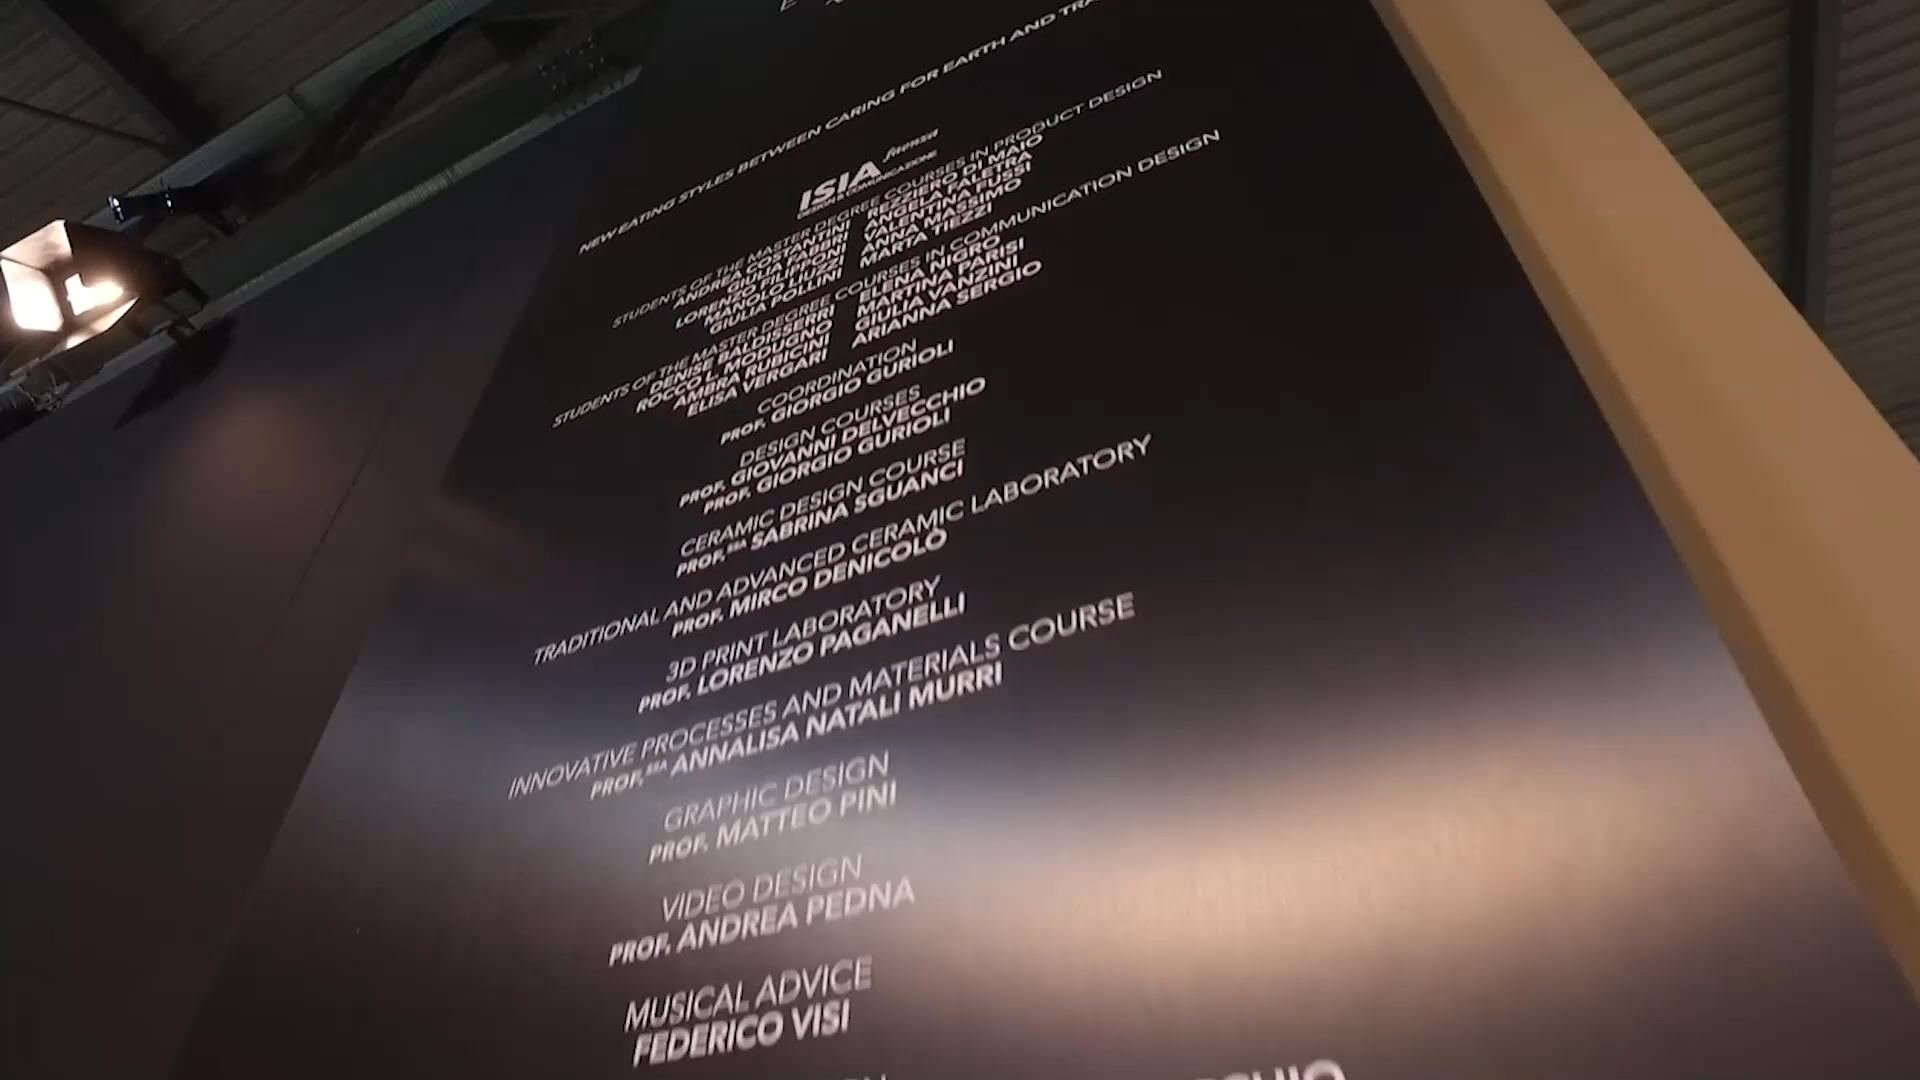 NEW EATING STYLES BETWEEN CARING FOR EARTH AND
ISIA faenza
DESIGN & COMUNICAZIONE
STUDENTS OF THE MASTER DEGREE COURSES IN PRODUCT DESIGN
ANDREA COSTANTINI
GIULIA FABBRI
LORENZO FILIPPONI
MANOLO LIUZZI
GIULIA POLLINI
REZZIERO DI MAIO
ANGELA FALETRA
VALENTINA FUSSI
ANNA MASSIMO
MARTA TIEZZI
STUDENTS OF THE MASTER DEGREE COURSES IN COMMUNICATION DESIGN
DENISE BALDISSERRI
ROCCO L. MODUGNO
AMBRA RUBICINI
ELISA VERGARI
ELENA NIGRO
MARTINA PARISI
GIULIA VANZINI
ARIANNA SERGIO
COORDINATION
PROF. GIORGIO GURIOLI
DESIGN COURSES
PROF. GIOVANNI DELVECCHIO
PROF. GIORGIO GURIOLI
CERAMIC DESIGN COURSE
PROF.SSA SABRINA SGUANCI
TRADITIONAL AND ADVANCED CERAMIC LABORATORY
PROF. MIRCO DENICOLÒ
3D PRINT LABORATORY
PROF. LORENZO PAGANELLI
INNOVATIVE PROCESSES AND MATERIALS COURSE
PROF.SSA ANNALISA NATALI MURRI
GRAPHIC DESIGN
PROF. MATTEO PINI
VIDEO DESIGN
PROF. ANDREA PEDNA
MUSICAL ADVICE
FEDERICO VISI